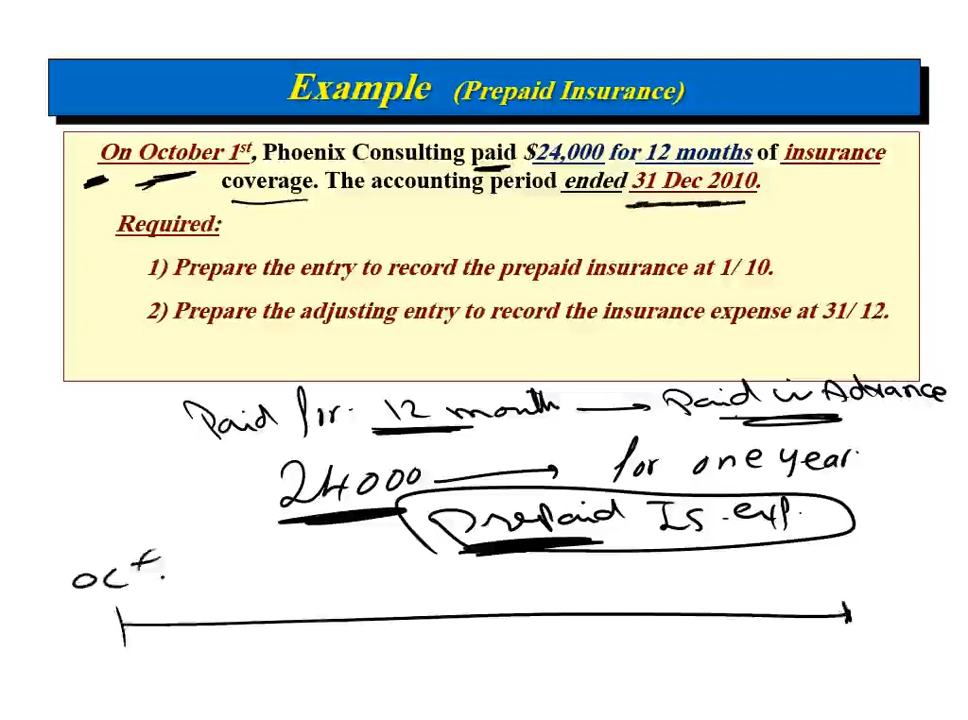 Example (Prepaid Insurance)
On October 1st, Phoenix Consulting paid $24,000 for 12 months of insurance
coverage. The accounting period ended 31 Dec 2010.
Required:
1) Prepare the entry to record the prepaid insurance at 1/ 10.
2) Prepare the adjusting entry to record the insurance expense at 31/ 12.
Paid for. 12 month → Paid in Advance
24000 → for one year.
Prepaid Is. exp.
oct.